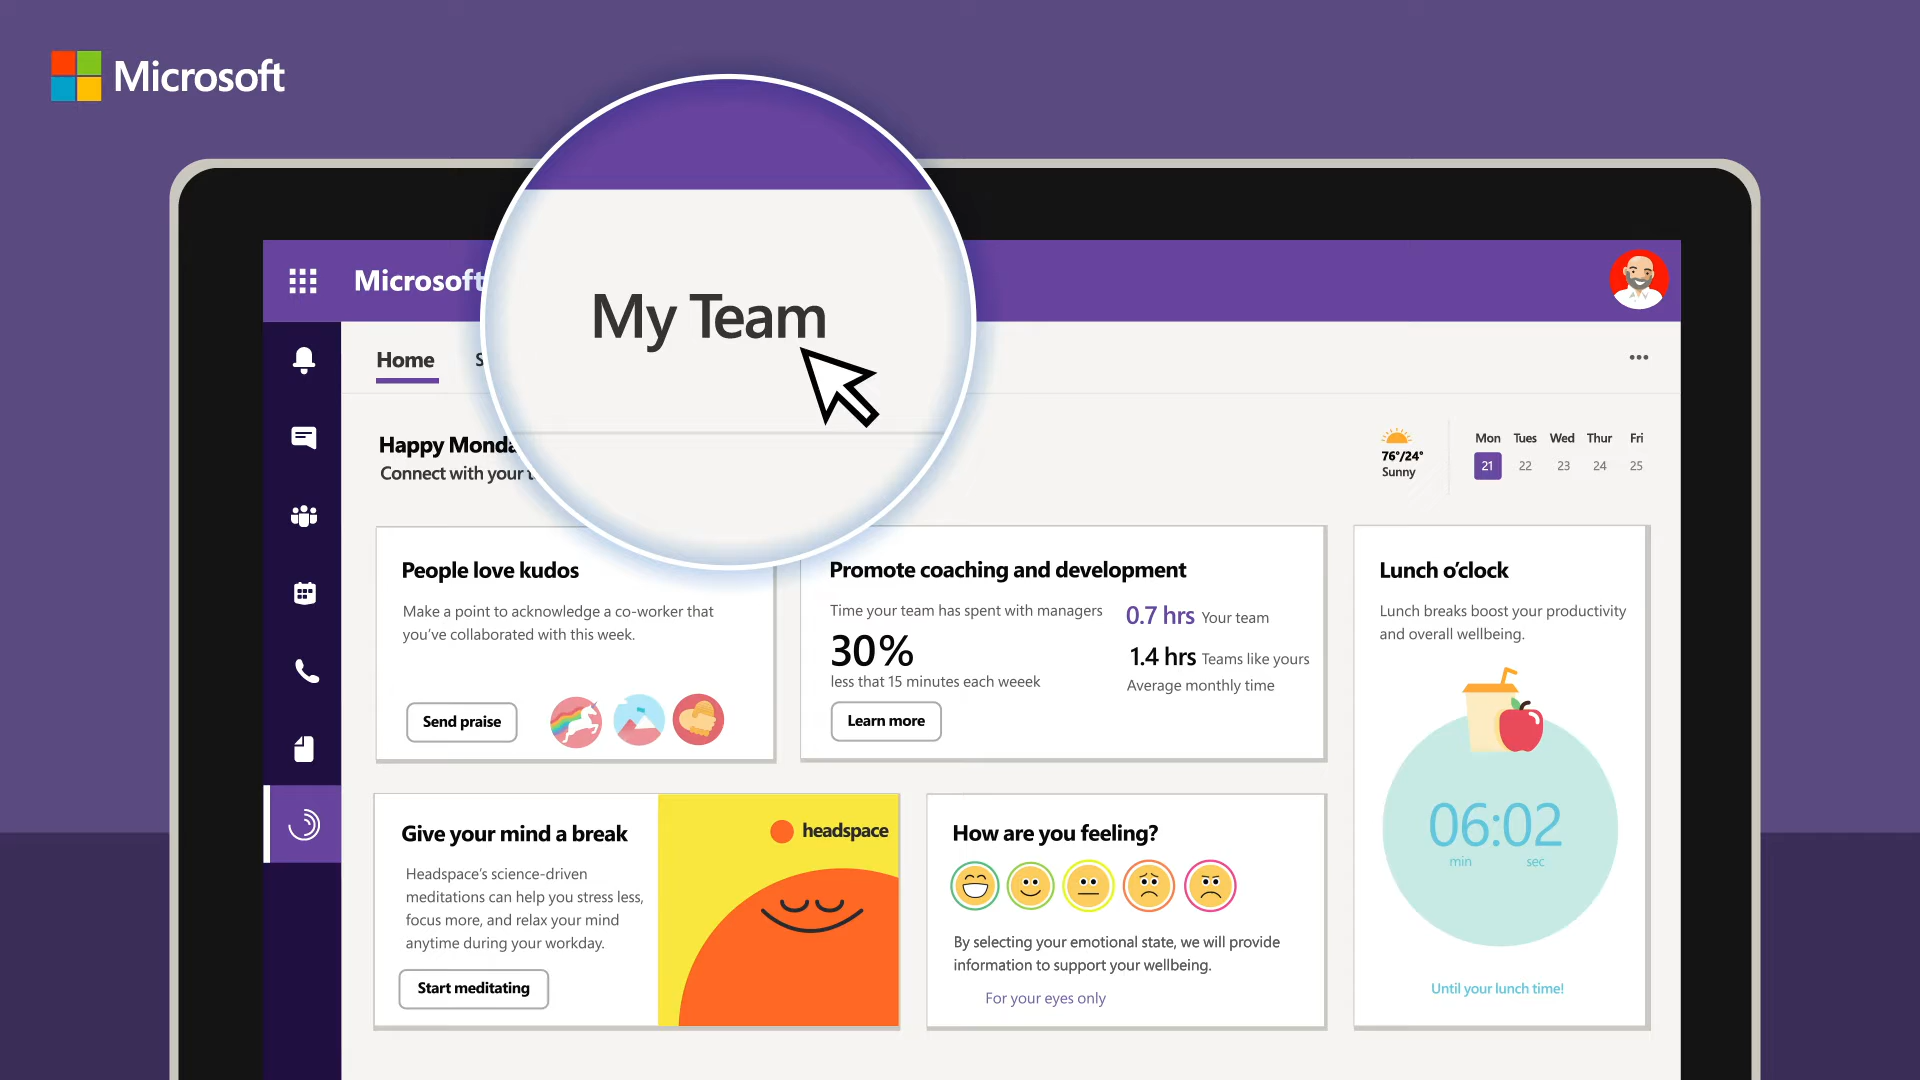 Microsoft
Microsoft
My Team
Home
Happy Monda
Connect with your
76°/24°
Sunny
Mon Tues Wed Thur Fri
21 22 23 24 25
People love kudos
Make a point to acknowledge a co-worker that
you've collaborated with this week.
Send praise
Promote coaching and development
Time your team has spent with managers
30%
less that 15 minutes each weeek
0.7 hrs Your team
1.4 hrs Teams like yours
Average monthly time
Learn more
Lunch o'clock
Lunch breaks boost your productivity
and overall wellbeing.
06:02
min sec
Until your lunch time!
Give your mind a break
Headspace's science-driven
meditations can help you stress less,
focus more, and relax your mind
anytime during your workday.
Start meditating
headspace
How are you feeling?
By selecting your emotional state, we will provide
information to support your wellbeing.
For your eyes only